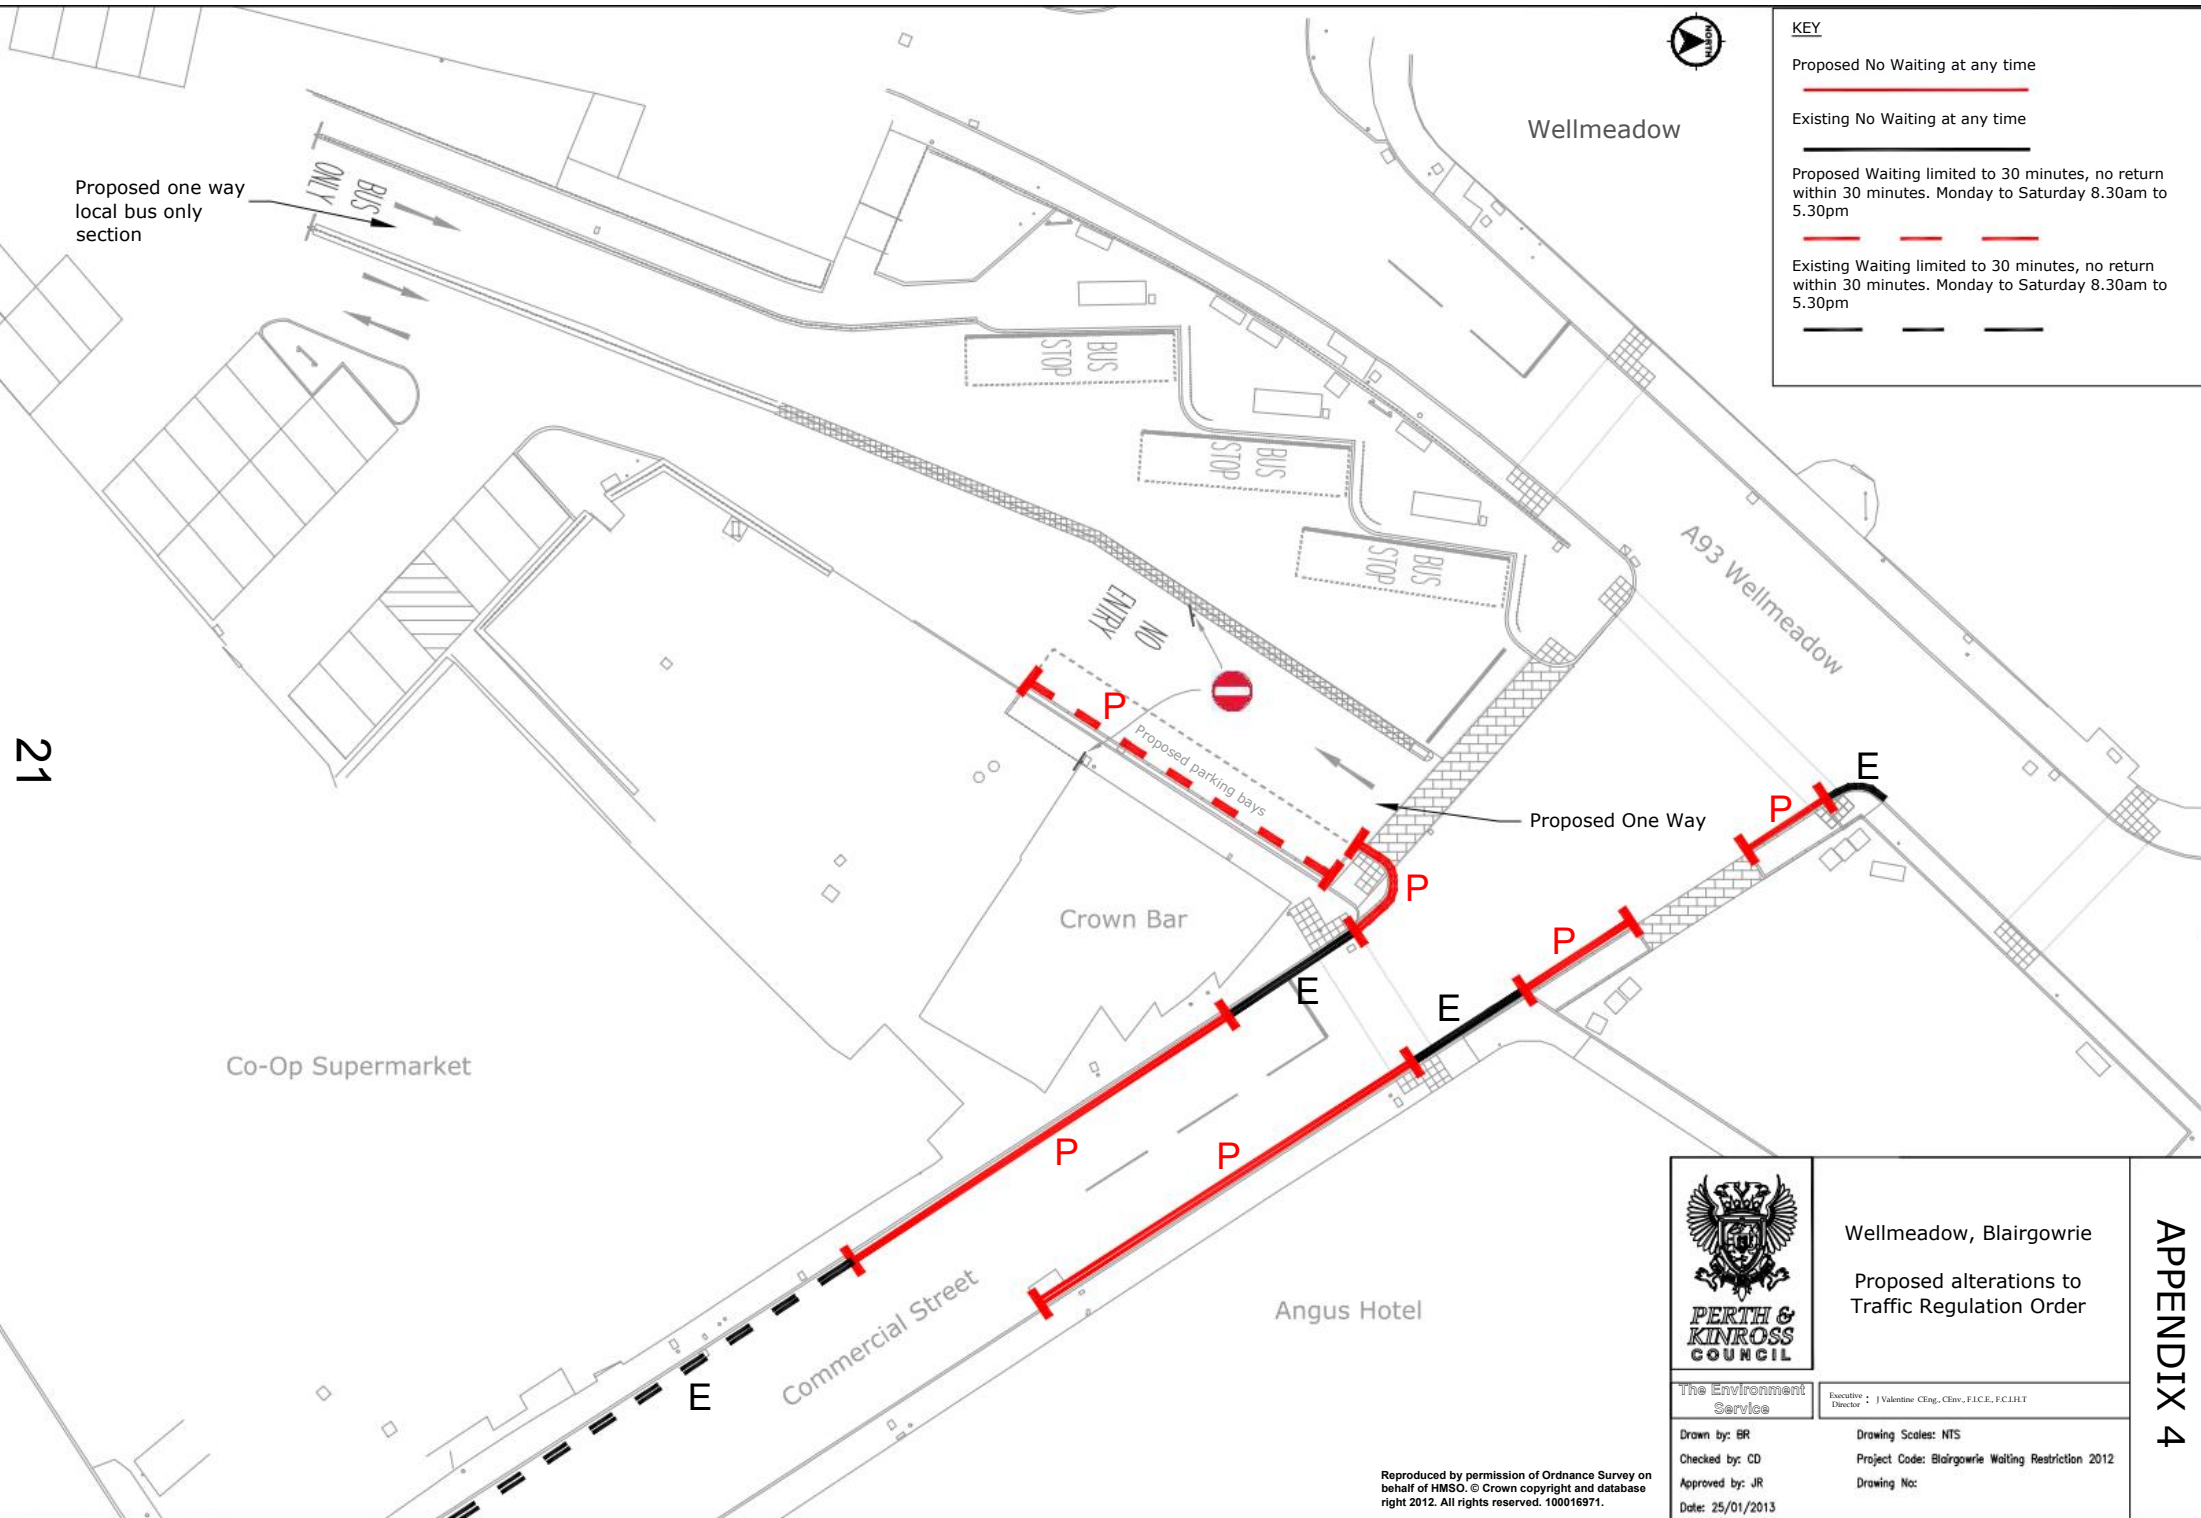 KEY
Proposed No Waiting at any time
Existing No Waiting at any time
Proposed Waiting limited to 30 minutes, no return
within 30 minutes. Monday to Saturday 8.30am to
5.30pm
Existing Waiting limited to 30 minutes, no return
within 30 minutes. Monday to Saturday 8.30am to
5.30pm
NORTH
Wellmeadow
Proposed one way
local bus only
section
BUS
ONLY
BUS
STOP
BUS
STOP
BUS
STOP
A93 Wellmeadow
NO
ENTRY
P
Proposed parking bays
Proposed One Way
E
P
P
P
Crown Bar
E
E
P
P
Co-Op Supermarket
Commercial Street
Angus Hotel
E
21
PERTH &
KINROSS
COUNCIL
Wellmeadow, Blairgowrie
Proposed alterations to
Traffic Regulation Order
The Environment
Service
Executive
Director : J Valentine CEng., CEnv., F.I.C.E., F.C.I.H.T
Drawn by: BR
Checked by: CD
Approved by: JR
Date: 25/01/2013
Drawing Scales: NTS
Project Code: Blairgowrie Waiting Restriction 2012
Drawing No:
APPENDIX 4
Reproduced by permission of Ordnance Survey on
behalf of HMSO. © Crown copyright and database
right 2012. All rights reserved. 100016971.